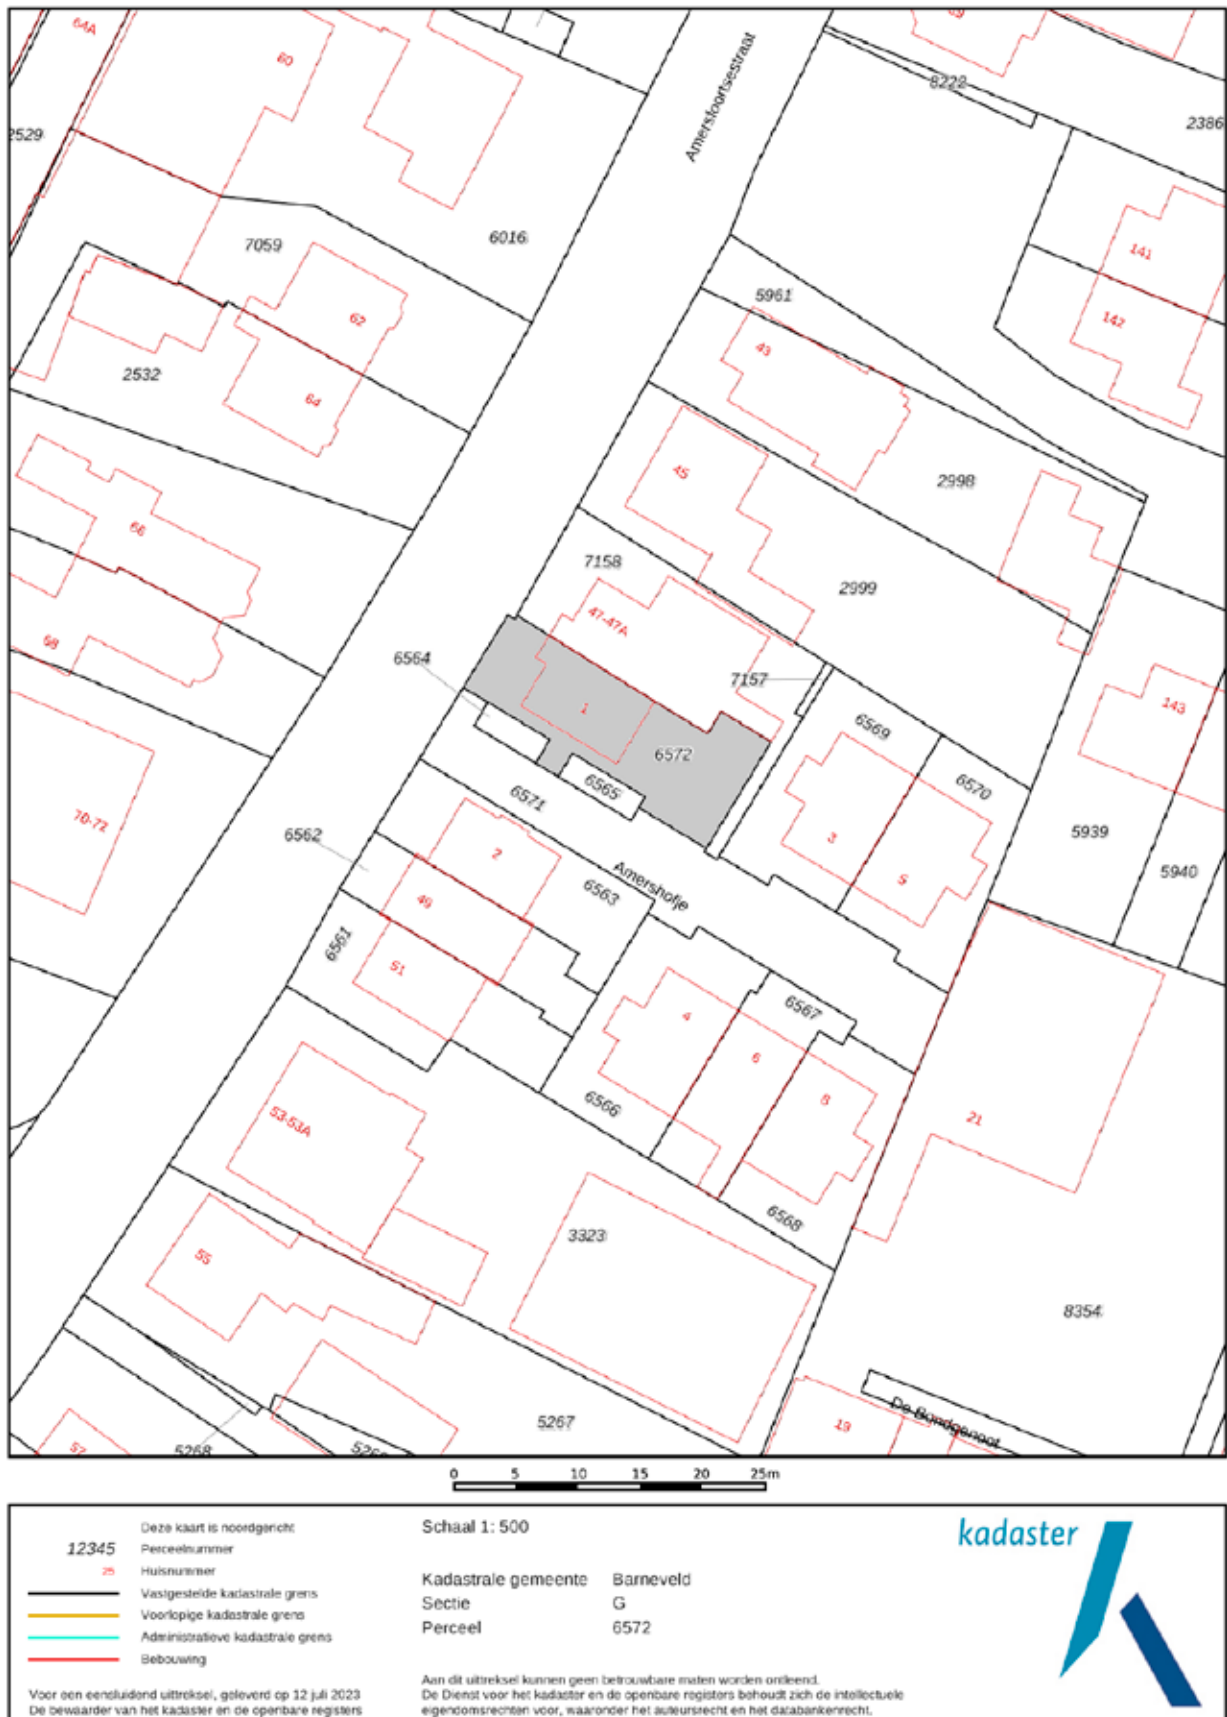 64A
60
69
8222
2386
2529
Amersfoortsestraat
7059
6016
141
62
5961
142
43
2532
64
45
2998
66
7158
2999
47-47A
68
6564
7157
1
143
6569
6572
6570
6565
70-72
6571
6562
3
5939
2
5940
Amershofje
6563
5
49
6561
51
6567
4
6
6566
8
21
53-53A
6568
3323
55
8354
De Bondgenoot
5267
13
57
5268
0 5 10 15 20 25m
Deze kaart is noordgericht
12345 Perceelnummer
25 Huisnummer
Vastgestelde kadastrale grens
Voorlopige kadastrale grens
Administratieve kadastrale grens
Bebouwing
Voor een eensluidend uittreksel, geleverd op 12 juli 2023
De bewaarder van het kadaster en de openbare registers
Schaal 1: 500
Kadastrale gemeente Barneveld
Sectie G
Perceel 6572
Aan dit uittreksel kunnen geen betrouwbare maten worden ontleend.
De Dienst voor het kadaster en de openbare registers behoudt zich de intellectuele
eigendomsrechten voor, waaronder het auteursrecht en het databankenrecht.
kadaster